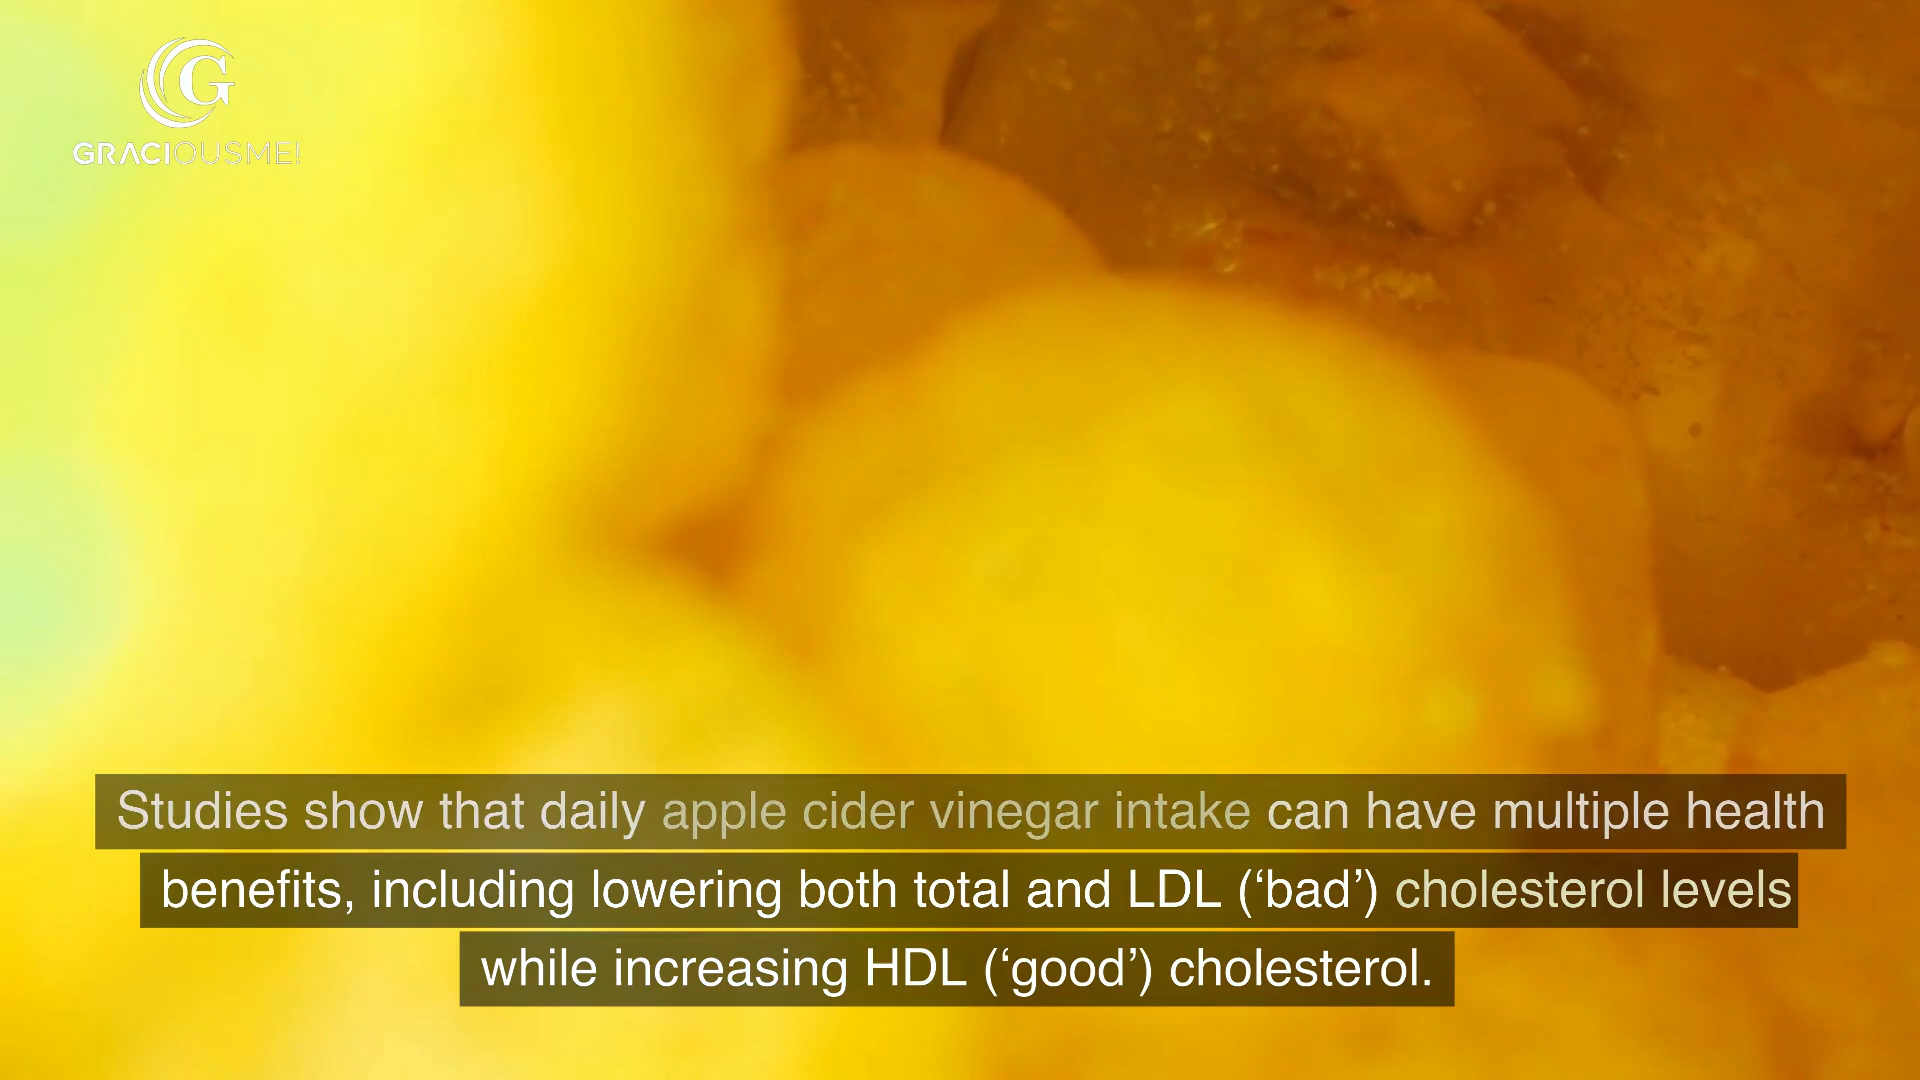 G
GRACIOUSME!
Studies show that daily apple cider vinegar intake can have multiple health
benefits, including lowering both total and LDL (‘bad’) cholesterol levels
while increasing HDL (‘good’) cholesterol.